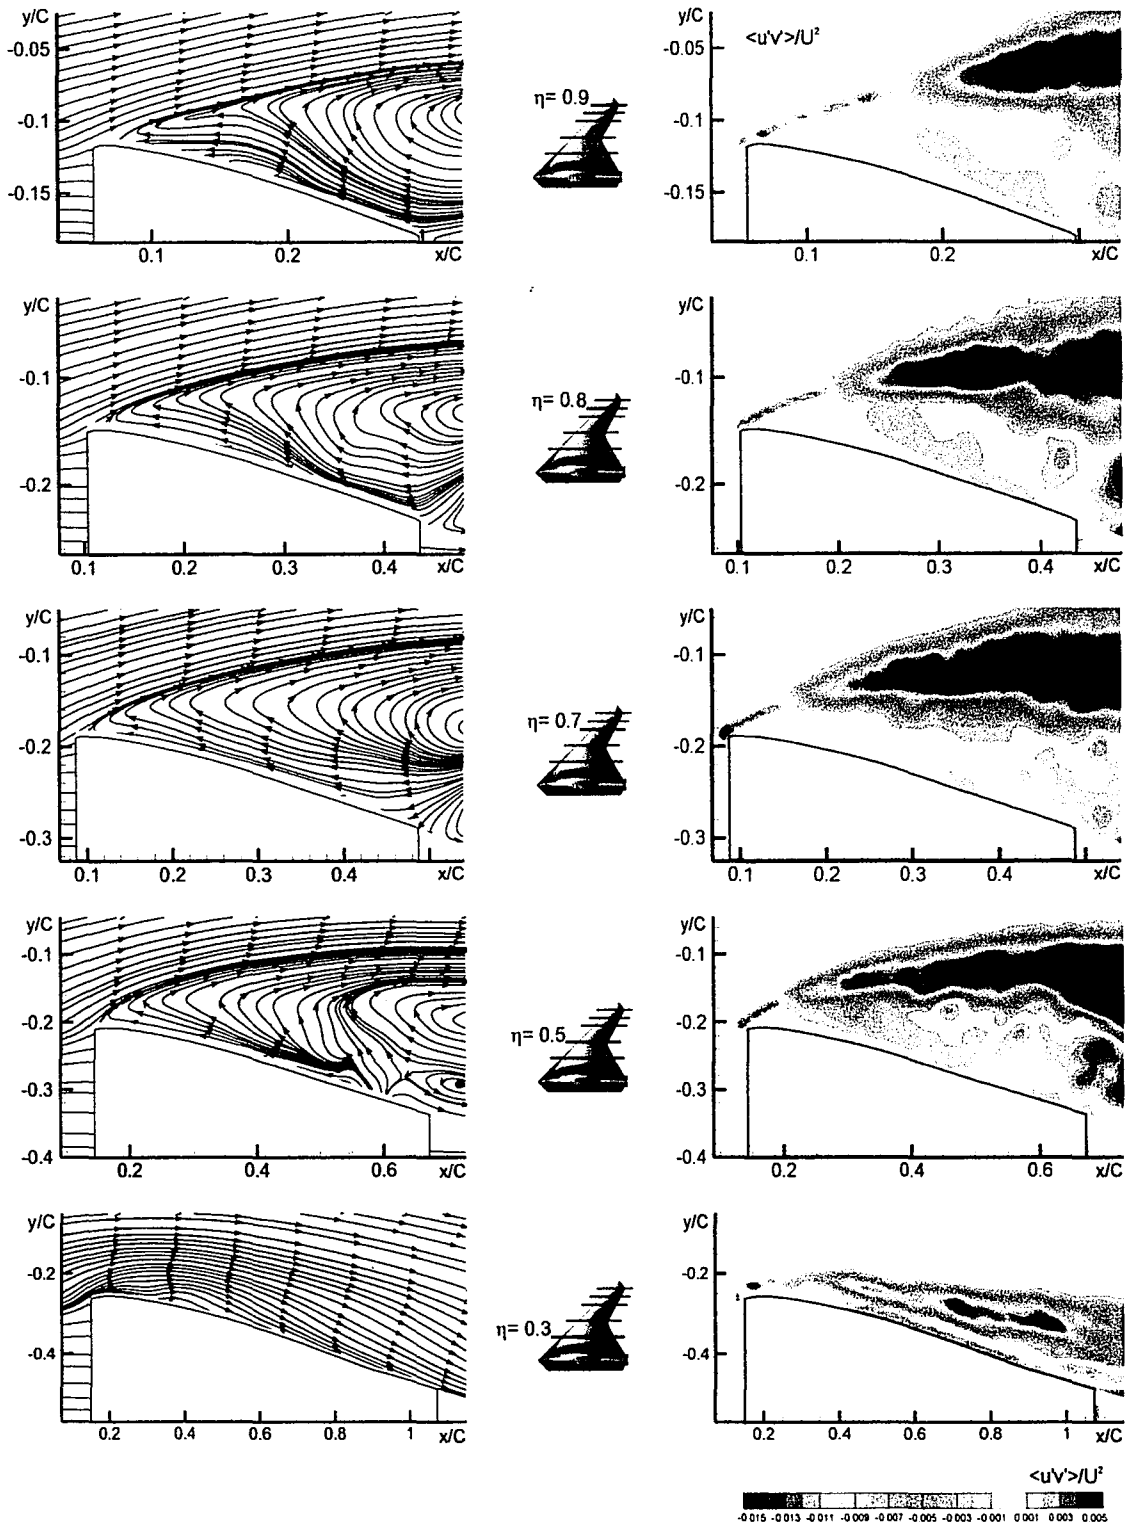 y/C
-0.05
-0.1
-0.15
0.1 0.2 x/C
η= 0.9
y/C
<u'v'>/U²
-0.05
-0.1
-0.15
0.1 0.2 x/C
y/C
-0.1
-0.2
0.1 0.2 0.3 0.4 x/C
η= 0.8
y/C
-0.1
-0.2
0.1 0.2 0.3 0.4 x/C
y/C
-0.1
-0.2
-0.3
0.1 0.2 0.3 0.4 x/C
η= 0.7
y/C
-0.1
-0.2
-0.3
0.1 0.2 0.3 0.4 x/C
y/C
-0.1
-0.2
-0.3
-0.4
0.2 0.4 0.6 x/C
η= 0.5
y/C
-0.1
-0.2
-0.3
-0.4
0.2 0.4 0.6 x/C
y/C
-0.2
-0.4
0.2 0.4 0.6 0.8 1 x/C
η= 0.3
y/C
-0.2
-0.4
0.2 0.4 0.6 0.8 1 x/C
<u'v'>/U²
-0 015 -0 013 -0 011 -0 009 -0 007 -0 005 -0 003 -0 001 0 001 0 003 0 005